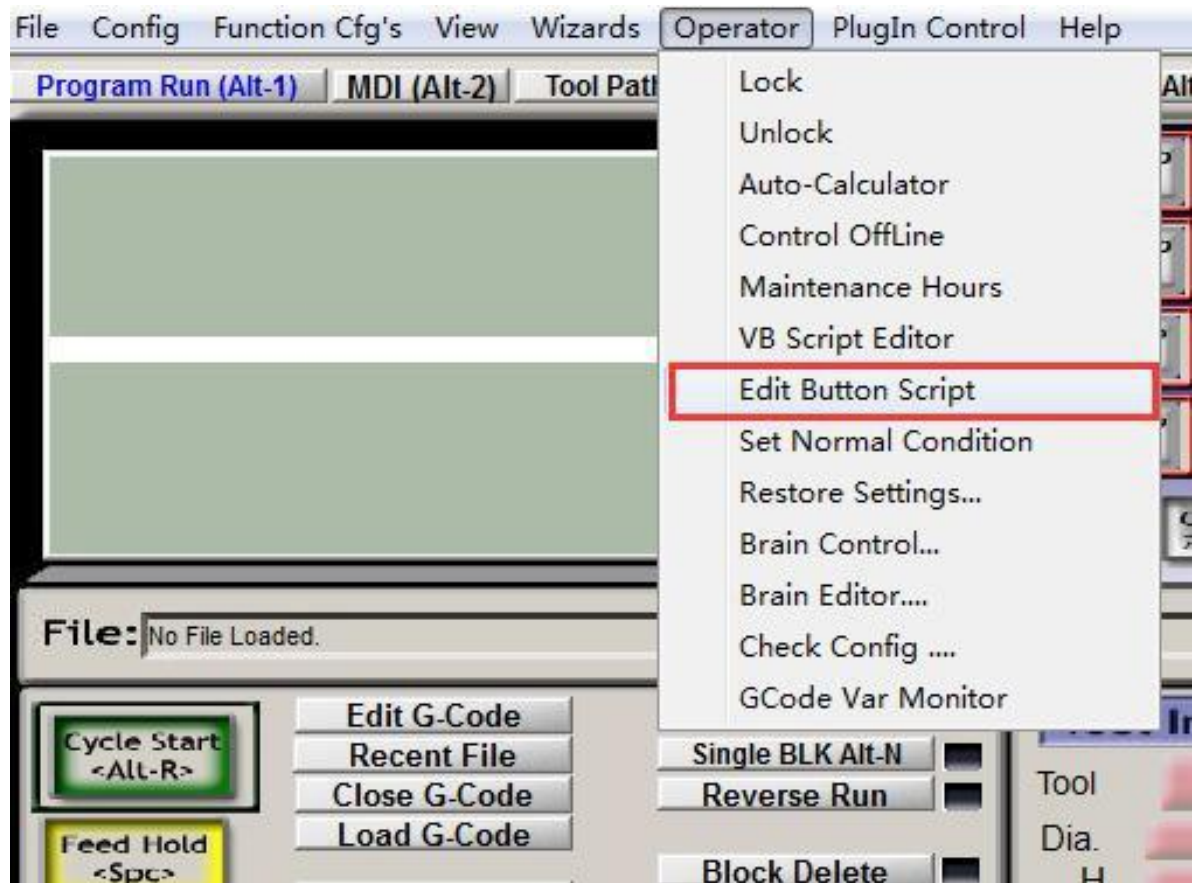 File Config Function Cfg's View Wizards Operator PlugIn Control Help
Program Run (Alt-1) MDI (Alt-2) Tool
Lock
Unlock
Auto-Calculator
Control OffLine
Maintenance Hours
VB Script Editor
Edit Button Script
Set Normal Condition
Restore Settings...
Brain Control...
Brain Editor....
Check Config ....
GCode Var Monitor
File: No File Loaded.
Cycle Start
<Alt-R>
Feed Hold
<Spc>
Edit G-Code
Recent File
Close G-Code
Load G-Code
Single BLK Alt-N
Reverse Run
Block Delete
Tool
Dia.
H